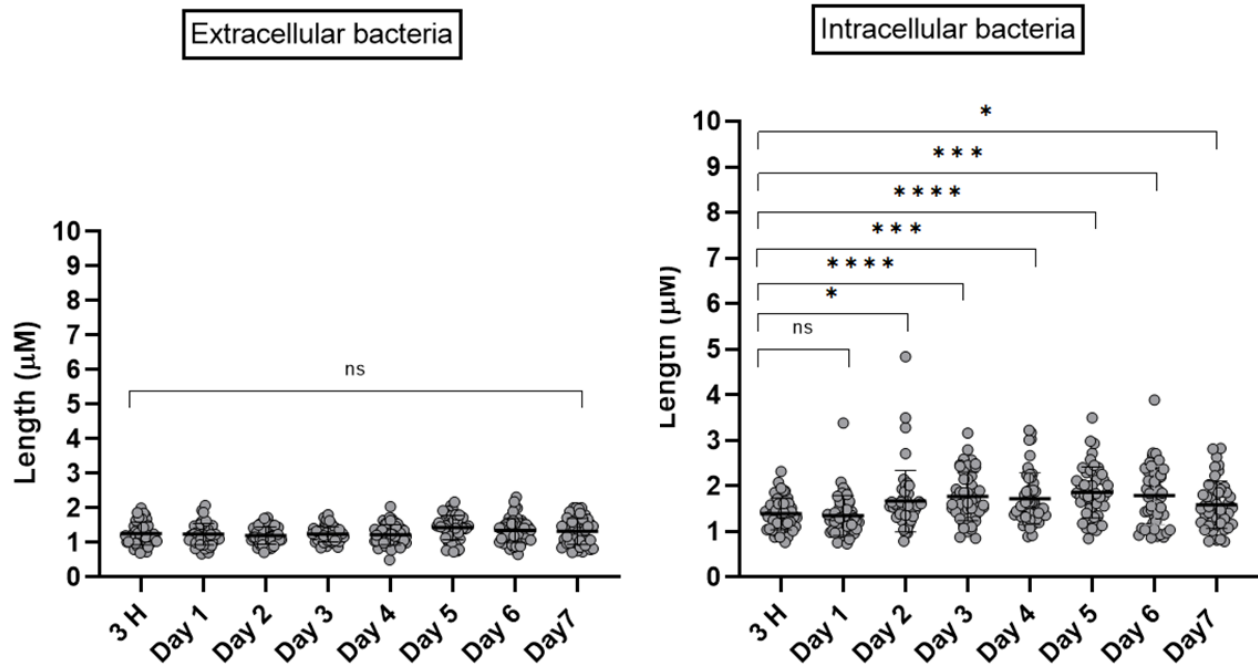 Extracellular bacteria
Length (μM)
10
9
8
7
6
5
4
3
2
1
0
ns
3 H
Day 1
Day 2
Day 3
Day 4
Day 5
Day 6
Day7
Intracellular bacteria
Length (μM)
10
9
8
7
6
5
4
3
2
1
0
*
***
****
***
****
*
ns
3 H
Day 1
Day 2
Day 3
Day 4
Day 5
Day 6
Day7